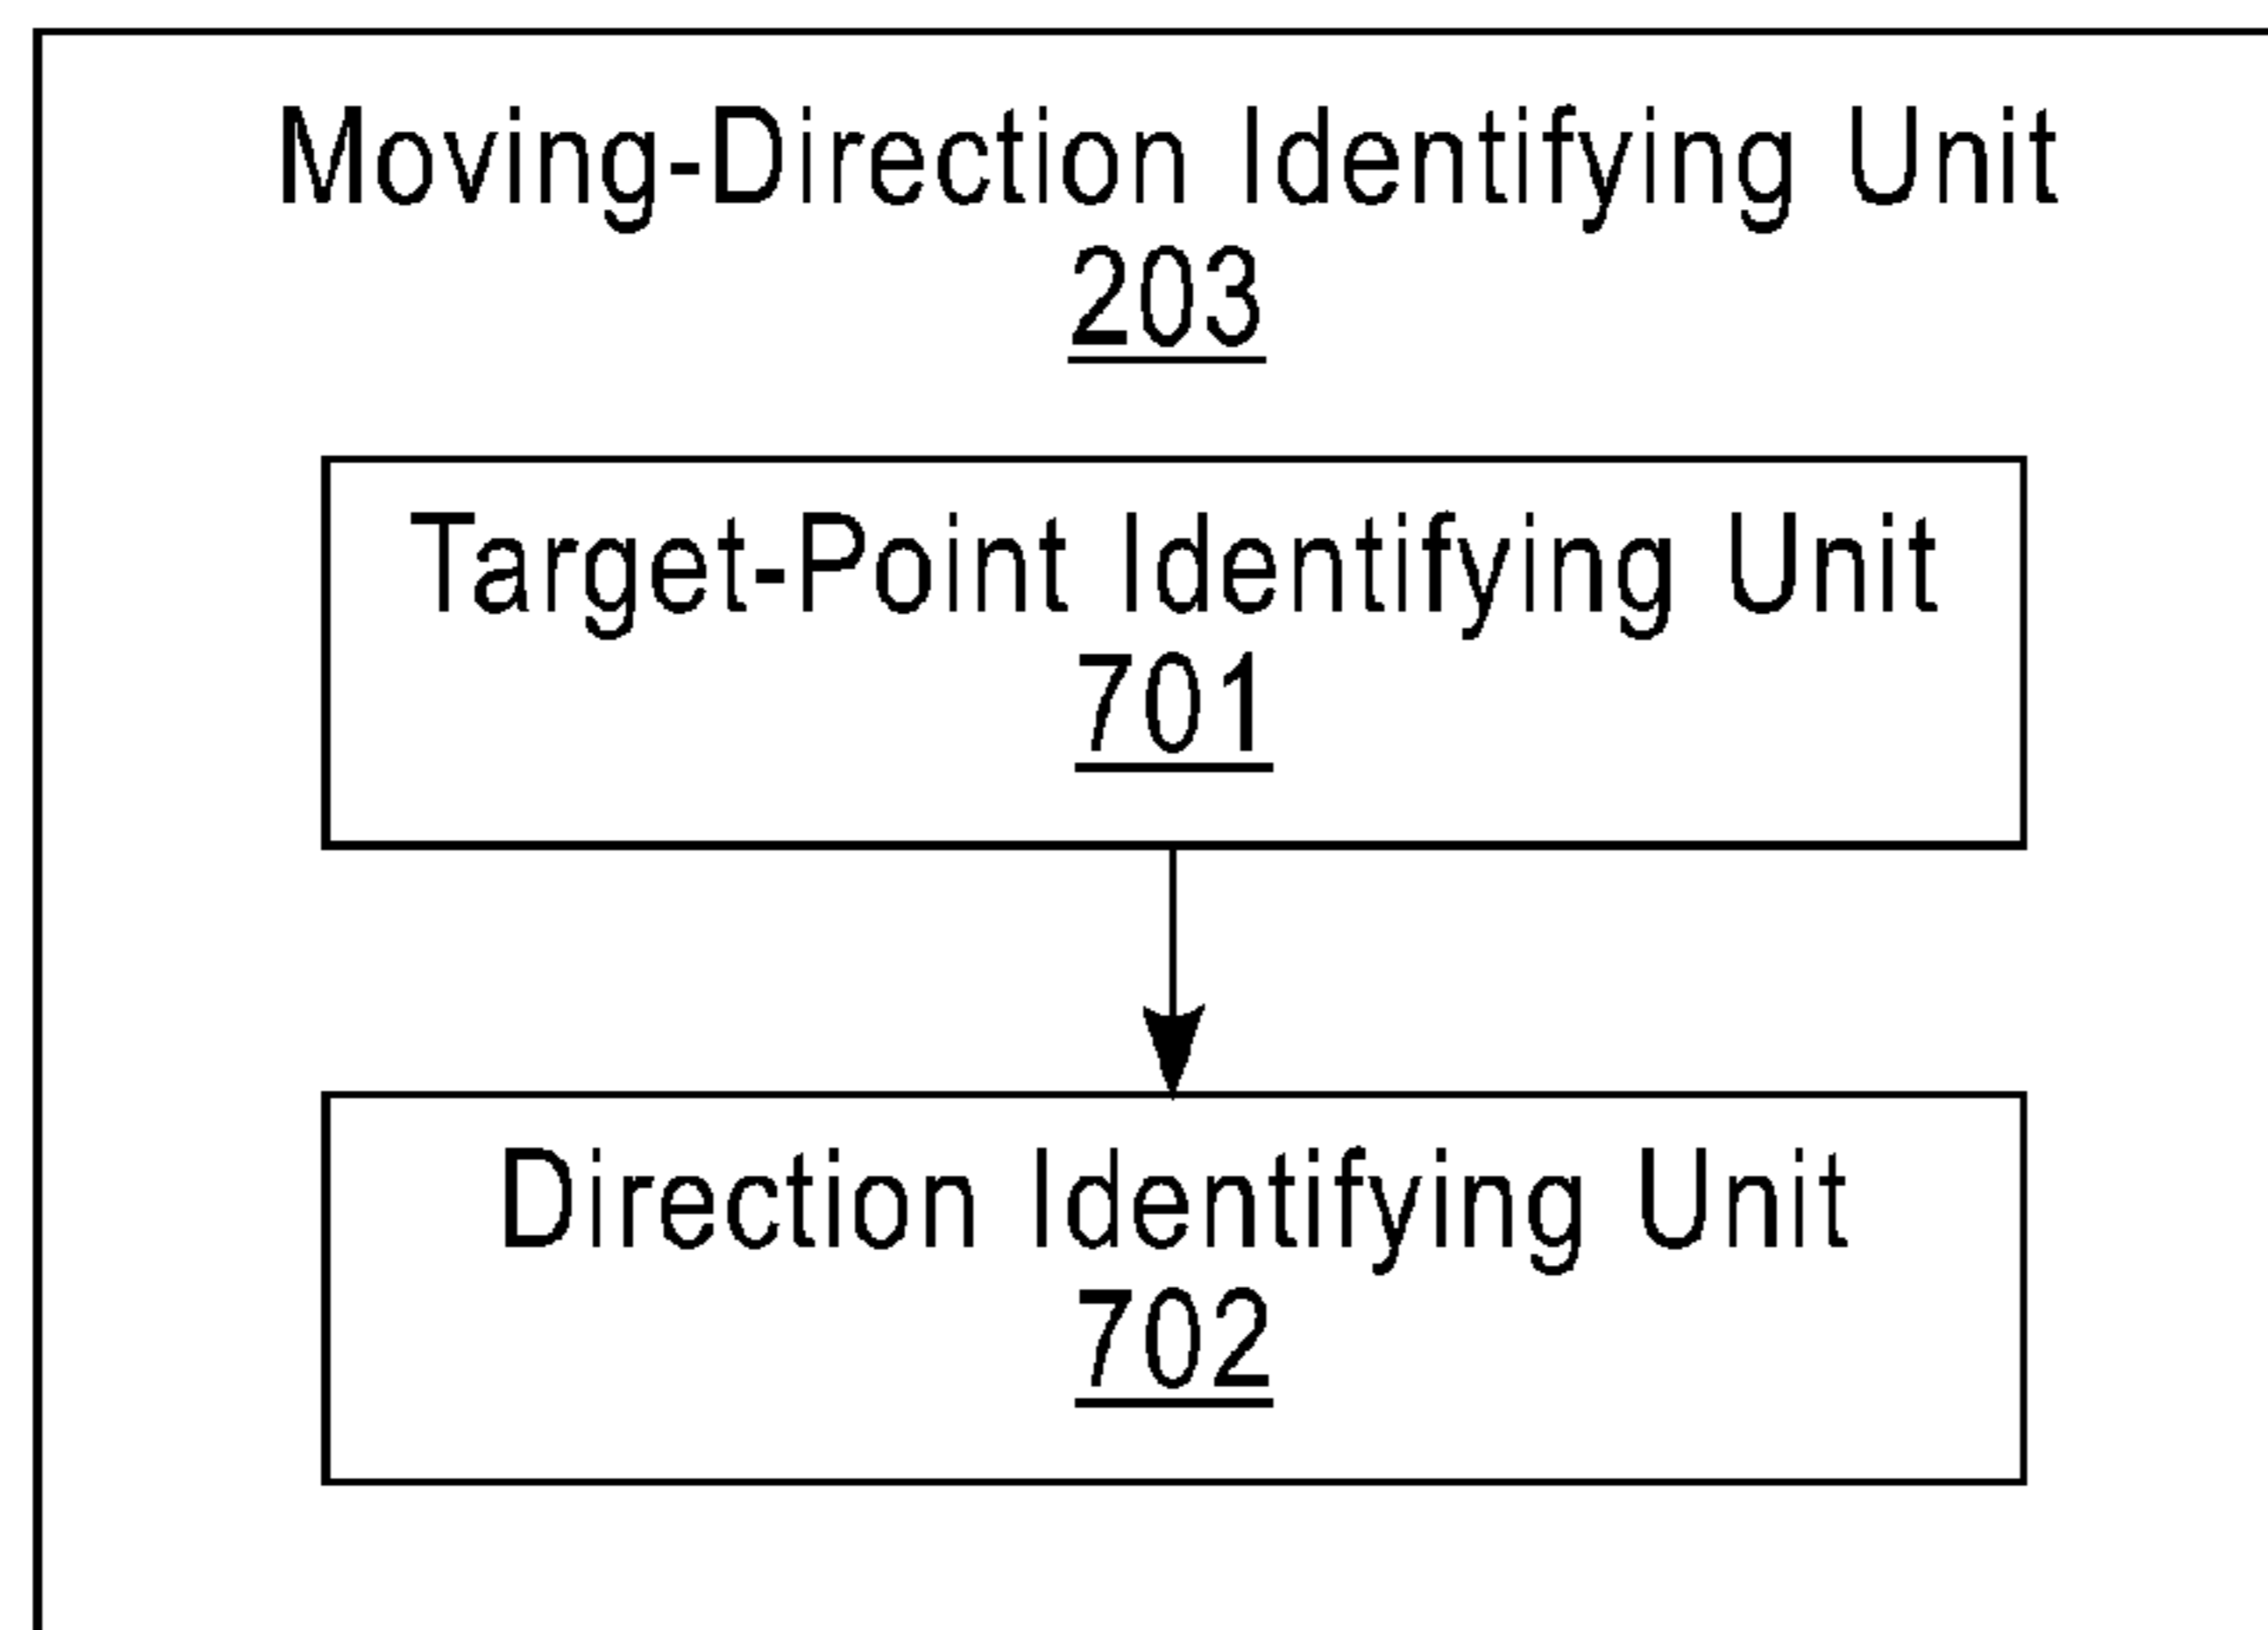 Moving-Direction Identifying Unit
203
Target-Point Identifying Unit
701
Direction Identifying Unit
702